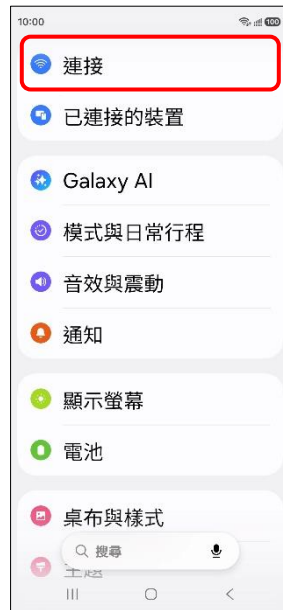 10:00
100
連接
已連接的裝置
Galaxy AI
模式與日常行程
音效與震動
通知
顯示螢幕
電池
桌布與樣式
搜尋
主題